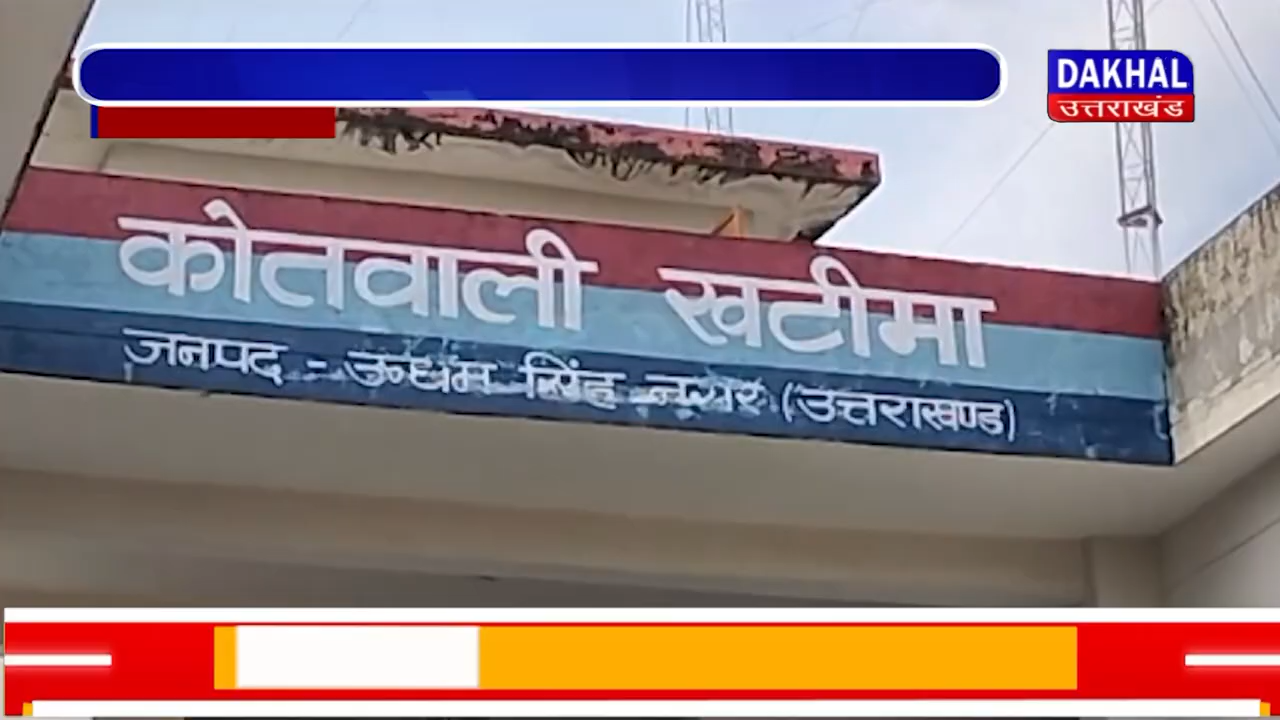 DAKHAL
उत्तराखंड
कोतवाली खटीमा
जनपद - ऊधम सिंह नगर (उत्तराखण्ड)